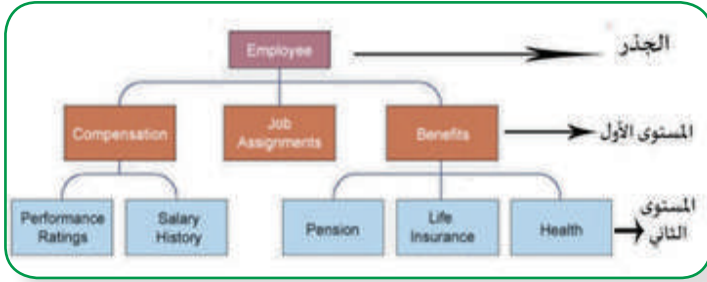 Employee
الجذر
Compensation
Job
Assignments
Benefits
المستوى الأول
Performance
Ratings
Salary
History
Pension
Life
Insurance
Health
المستوى
الثاني